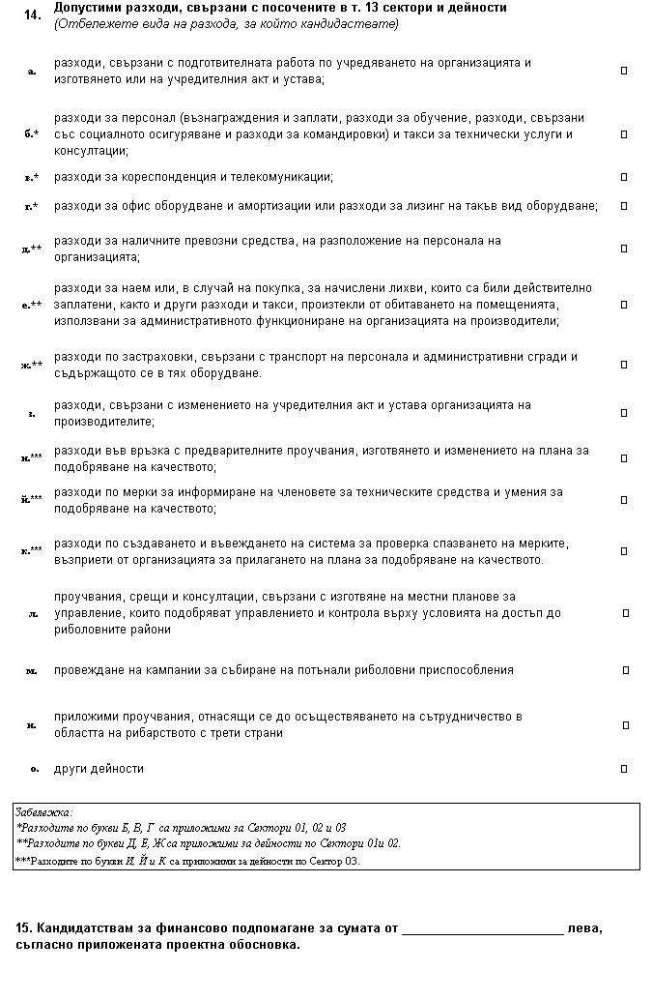 14. Допустими разходи, свързани с посочените в т. 13 сектори и дейности
(Отбележете вида на разхода, за който кандидаствате)
а. разходи, свързани с подготвителната работа по учредяването на организацията и
изготвянето или на учредителния акт и устава;
б.* разходи за персонал (възнаграждения и заплати, разходи за обучение, разходи, свързани
със социалното осигуряване и разходи за командировки) и такси за технически услуги и
консултации;
в.* разходи за кореспонденция и телекомуникации;
г.* разходи за офис оборудване и амортизации или разходи за лизинг на такъв вид оборудване;
д.** разходи за наличните превозни средства, на разположение на персонала на
организацията;
е.** разходи за наем или, в случай на покупка, за начислени лихви, които са били действително
заплатени, както и други разходи и такси, произтекли от обитаването на помещенията,
използвани за административното функциониране на организацията на производители;
ж.** разходи по застраховки, свързани с транспорт на персонала и административни сгради и
съдържащото се в тях оборудване.
з. разходи, свързани с изменението на учредителния акт и устава организацията на
производителите;
и.*** разходи във връзка с предварителните проучвания, изготвянето и изменението на плана за
подобряване на качеството;
й.*** разходи по мерки за информиране на членовете за техническите средства и умения за
подобряване на качеството;
к.*** разходи по създаването и въвеждането на система за проверка спазването на мерките,
възприети от организацията за прилагането на плана за подобряване на качеството.
л. проучвания, срещи и консултации, свързани с изготвяне на местни планове за
управление, които подобряват управлението и контрола върху условията на достъп до
риболовните райони
м. провеждане на кампании за събиране на потънали риболовни приспособления
н. приложими проучвания, отнасящи се до осъществяването на сътрудничество в
областта на рибарството с трети страни
о. други дейности
Забележка:
*Разходите по букви Б, В, Г са приложими за Сектори 01, 02 и 03
**Разходите по букви Д, Е, Ж са приложими за дейности по Сектори 01и 02.
***Разходите по букви И, Й и К са приложими за дейности по Сектор 03.
15. Кандидатствам за финансово подпомагане за сумата от ________________________ лева,
съгласно приложената проектна обосновка.